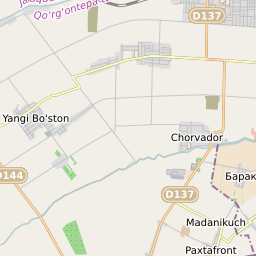 Qo'rg'ontepa
D137
Yangi Bo'ston
Chorvador
D144
D137
Барак
Madanikuch
Paxtafront